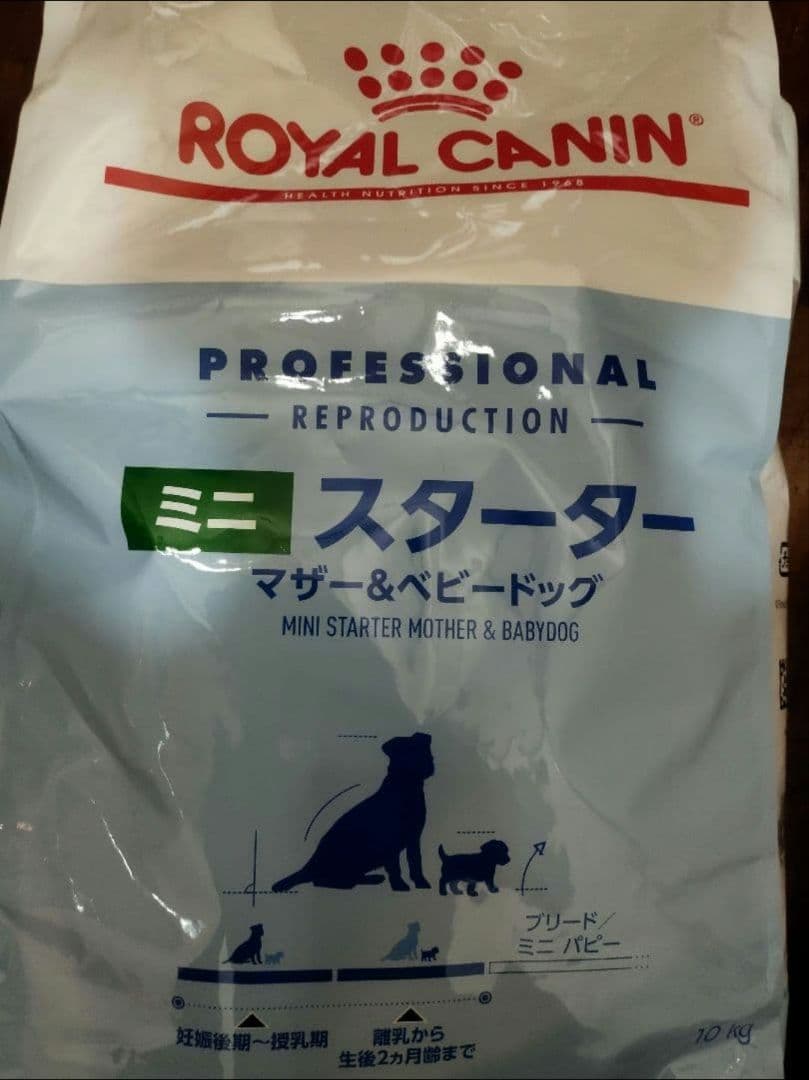 ROYAL CANIN®
HEALTH NUTRITION SINCE 1968
PROFESSIONAL
REPRODUCTION
ミニ スターター
マザー&ベビードッグ
MINI STARTER MOTHER & BABYDOG
ブリード/
ミニ パピー
妊娠後期~授乳期
離乳から
生後2ヵ月齢まで
10 kg